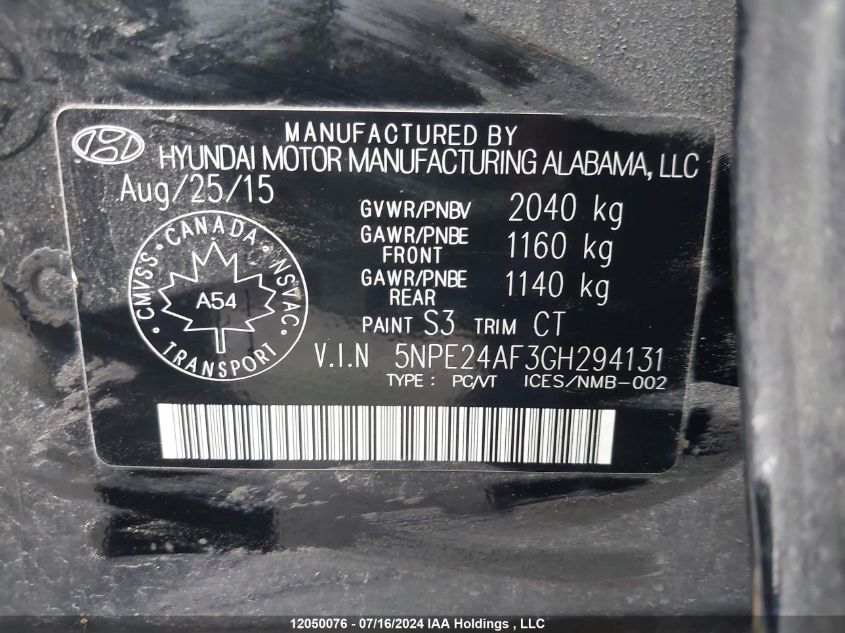 MANUFACTURED BY
HYUNDAI MOTOR MANUFACTURING ALABAMA, LLC
Aug/25/15
GVWR/PNBV 2040 kg
GAWR/PNBE FRONT 1160 kg
GAWR/PNBE REAR 1140 kg
PAINT S3 TRIM CT
V.I.N 5NPE24AF3GH294131
TYPE : PC/VT ICES/NMB-002
CMVSS · CANADA · NSVAC · TRANSPORT ·
A54
12050076 - 07/16/2024 IAA Holdings , LLC